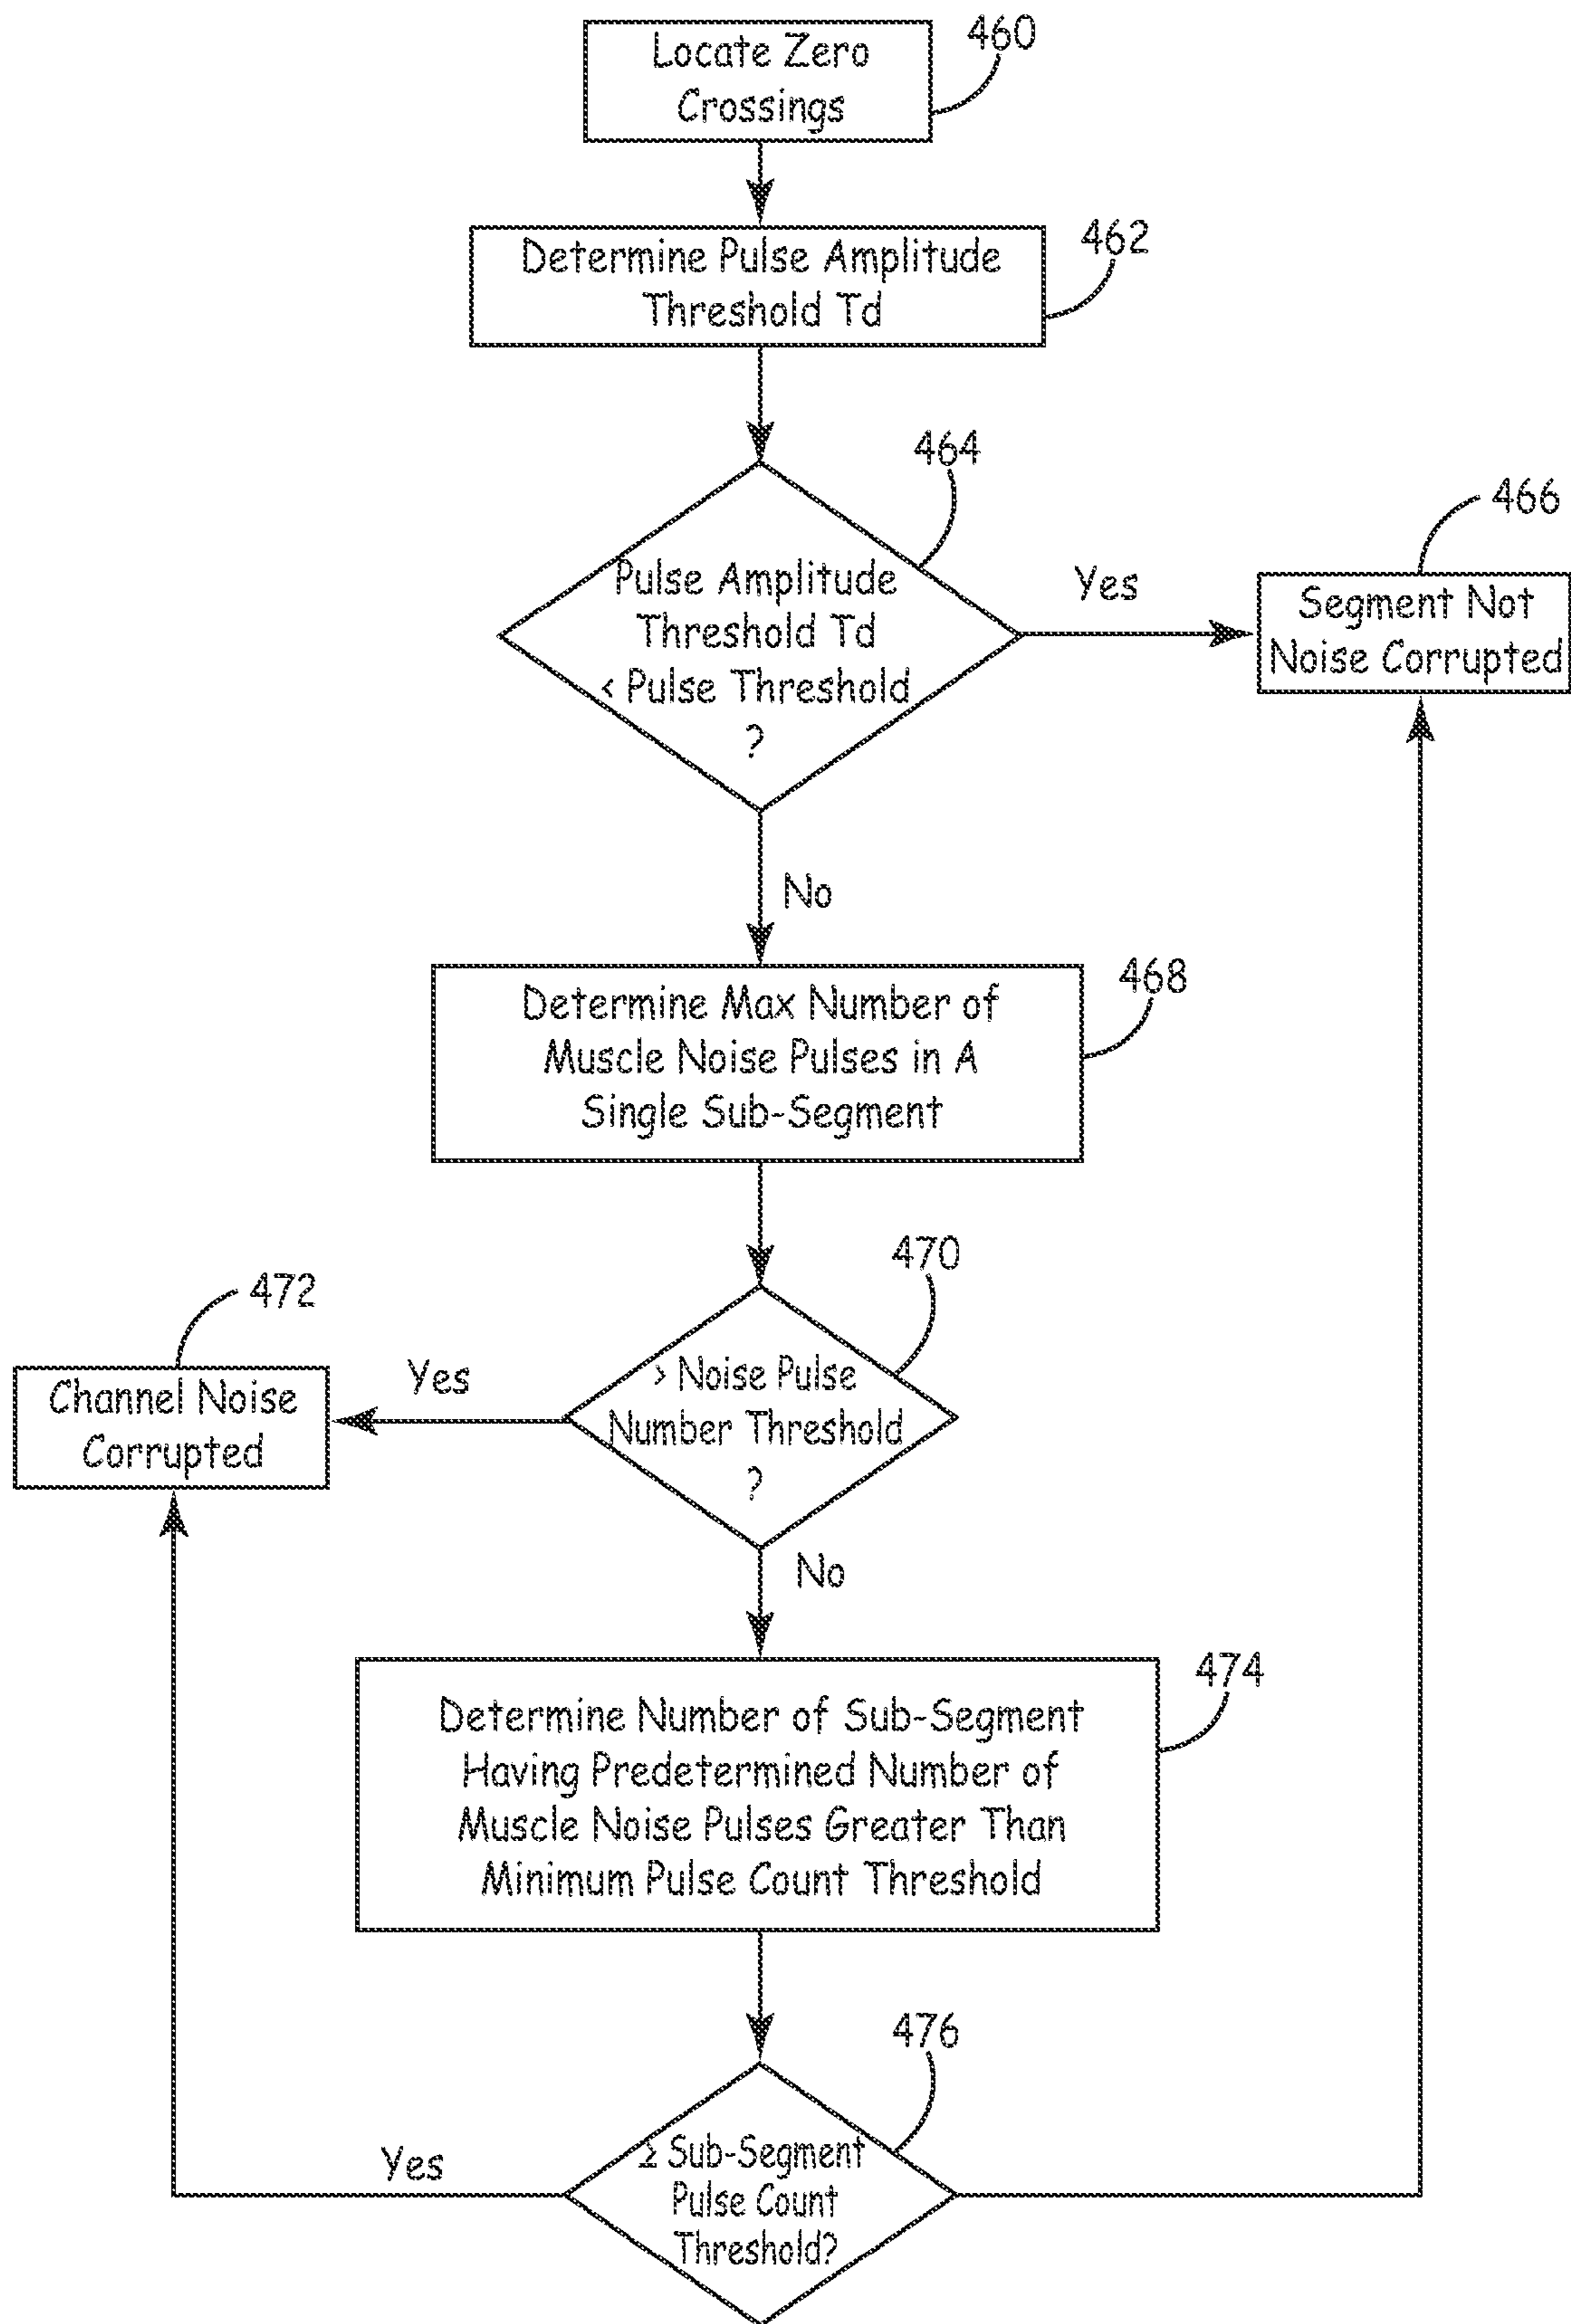 Locate Zero
Crossings
460
Determine Pulse Amplitude
Threshold Td
462
464
Pulse Amplitude
Threshold Td
< Pulse Threshold
?
Yes
466
Segment Not
Noise Corrupted
No
Determine Max Number of
Muscle Noise Pulses in A
Single Sub-Segment
468
470
> Noise Pulse
Number Threshold
?
Yes
472
Channel Noise
Corrupted
No
Determine Number of Sub-Segment
Having Predetermined Number of
Muscle Noise Pulses Greater Than
Minimum Pulse Count Threshold
474
476
≥ Sub-Segment
Pulse Count
Threshold?
Yes